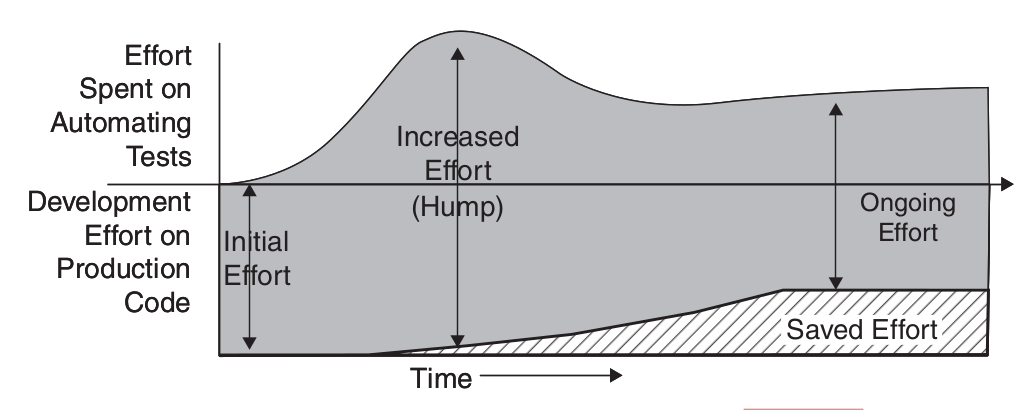 Effort
Spent on
Automating
Tests
Development
Effort on
Production
Code
Increased
Effort
(Hump)
Initial
Effort
Ongoing
Effort
Saved Effort
Time